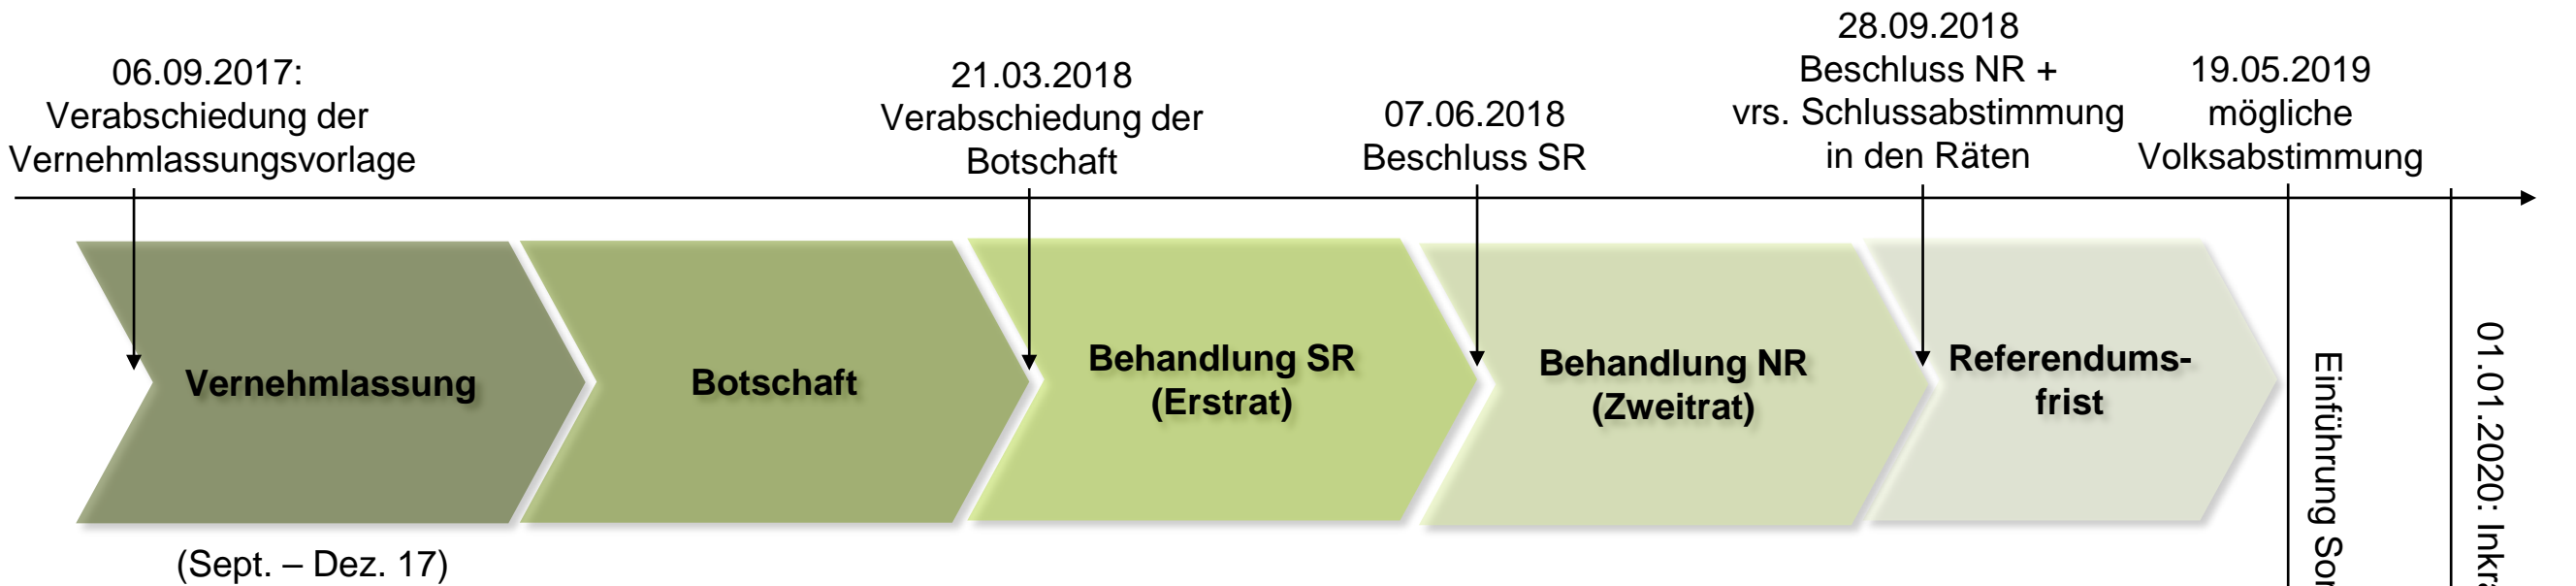 06.09.2017:
Verabschiedung der
Vernehmlassungsvorlage
21.03.2018
Verabschiedung der
Botschaft
07.06.2018
Beschluss SR
28.09.2018
Beschluss NR +
vrs. Schlussabstimmung
in den Räten
19.05.2019
mögliche
Volksabstimmung
Vernehmlassung
Botschaft
Behandlung SR
(Erstrat)
Behandlung NR
(Zweitrat)
Referendums-
frist
(Sept. – Dez. 17)
Einführung
01.01.2020: